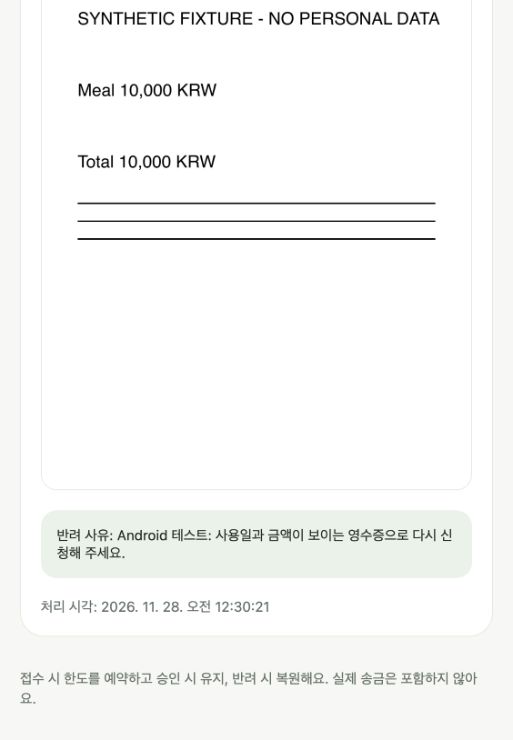 SYNTHETIC FIXTURE - NO PERSONAL DATA
Meal 10,000 KRW
Total 10,000 KRW
반려 사유: Android 테스트: 사용일과 금액이 보이는 영수증으로 다시 신
청해 주세요.
처리 시각: 2026. 11. 28. 오전 12:30:21
접수 시 한도를 예약하고 승인 시 유지, 반려 시 복원해요. 실제 송금은 포함하지 않아
요.